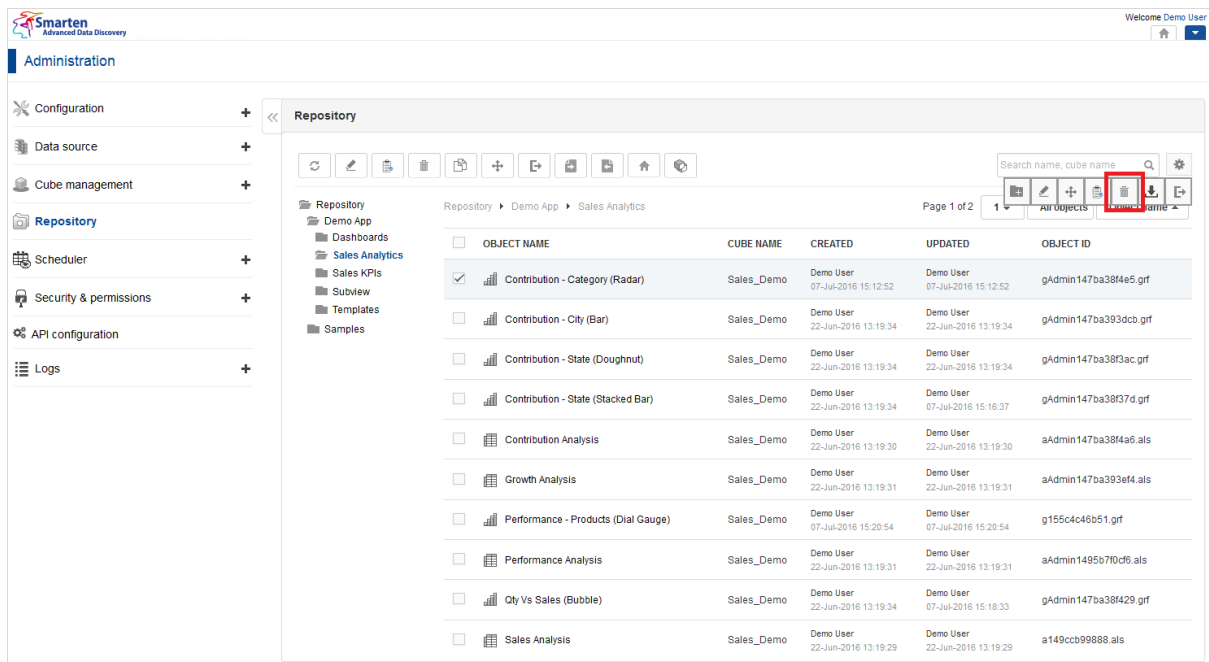 Smarten
Advanced Data Discovery
Welcome Demo User
Administration
Configuration
Data source
Cube management
Repository
Scheduler
Security & permissions
API configuration
Logs
Repository
Search name, cube name
Repository
Demo App
Dashboards
Sales Analytics
Sales KPIs
Subview
Templates
Samples
Repository Demo App Sales Analytics
Page 1 of 2 1 All objects Object name
OBJECT NAME CUBE NAME CREATED UPDATED OBJECT ID
Contribution - Category (Radar) Sales_Demo Demo User 07-Jul-2016 15:12:52 Demo User 07-Jul-2016 15:12:52 gAdmin147ba38f4e5.grf
Contribution - City (Bar) Sales_Demo Demo User 22-Jun-2016 13:19:34 Demo User 22-Jun-2016 13:19:34 gAdmin147ba393dcb.grf
Contribution - State (Doughnut) Sales_Demo Demo User 22-Jun-2016 13:19:34 Demo User 22-Jun-2016 13:19:34 gAdmin147ba38f3ac.grf
Contribution - State (Stacked Bar) Sales_Demo Demo User 22-Jun-2016 13:19:34 Demo User 07-Jul-2016 15:16:37 gAdmin147ba38f37d.grf
Contribution Analysis Sales_Demo Demo User 22-Jun-2016 13:19:30 Demo User 22-Jun-2016 13:19:30 aAdmin147ba38f4a6.als
Growth Analysis Sales_Demo Demo User 22-Jun-2016 13:19:31 Demo User 22-Jun-2016 13:19:31 aAdmin147ba393ef4.als
Performance - Products (Dial Gauge) Sales_Demo Demo User 07-Jul-2016 15:20:54 Demo User 07-Jul-2016 15:20:54 g155c4c46b51.grf
Performance Analysis Sales_Demo Demo User 22-Jun-2016 13:19:31 Demo User 22-Jun-2016 13:19:31 aAdmin1495b7f0cf6.als
Qty Vs Sales (Bubble) Sales_Demo Demo User 22-Jun-2016 13:19:34 Demo User 07-Jul-2016 15:18:33 gAdmin147ba38f429.grf
Sales Analysis Sales_Demo Demo User 22-Jun-2016 13:19:29 Demo User 22-Jun-2016 13:19:29 a149ccb99888.als